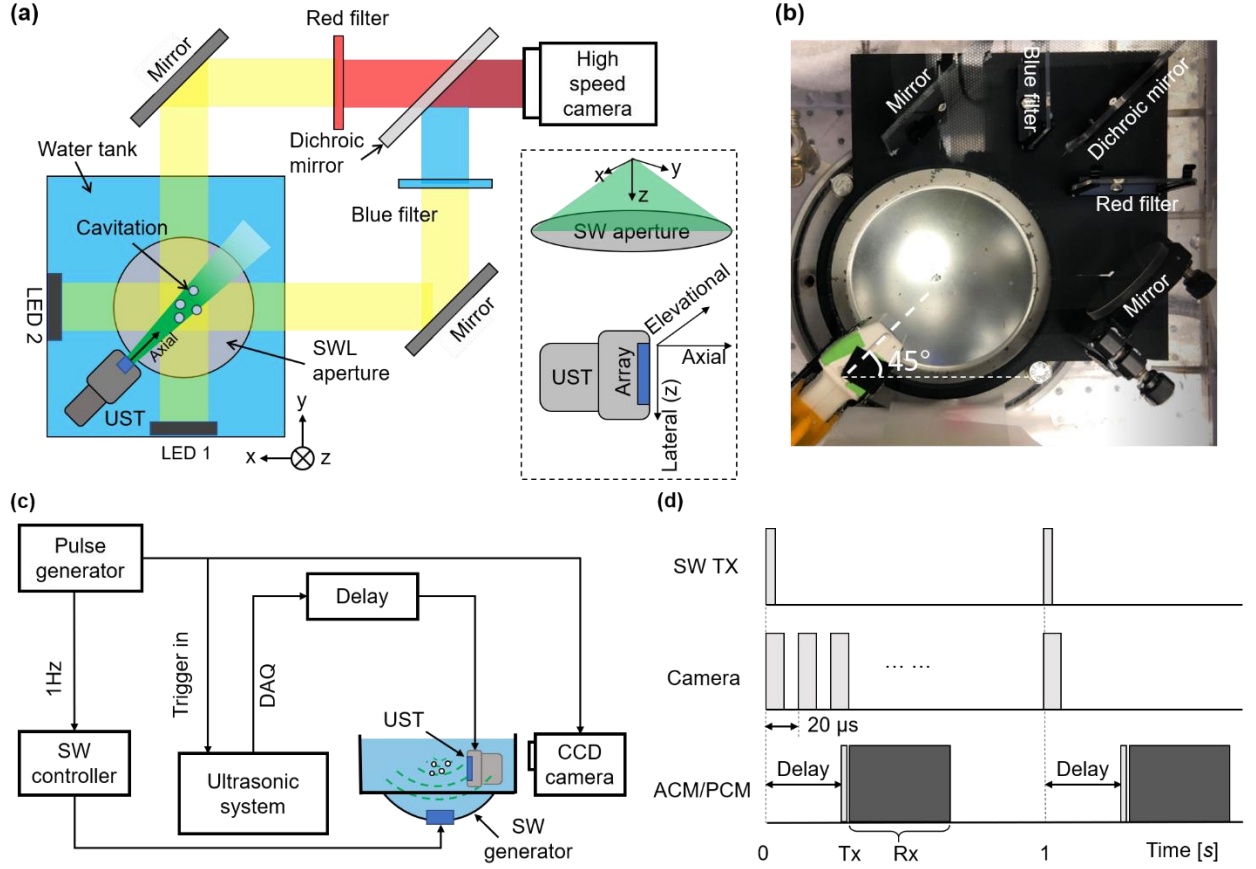 (a)
Mirror
Red filter
High
speed
camera
Dichroic
mirror
Water tank
Cavitation
Blue filter
LED 2
Axial
UST
SWL
aperture
Mirror
LED 1
y
x
z
x
y
z
SW aperture
UST
Array
Elevational
Axial
Lateral (z)
(b)
Mirror
Blue filter
Dichroic mirror
Red filter
Mirror
45°
(c)
Pulse
generator
1Hz
Trigger in
DAQ
Delay
SW
controller
Ultrasonic
system
UST
CCD
camera
SW
generator
(d)
SW TX
Camera
... ...
20 μs
ACM/PCM
Delay
Delay
0
Tx
Rx
1
Time [s]